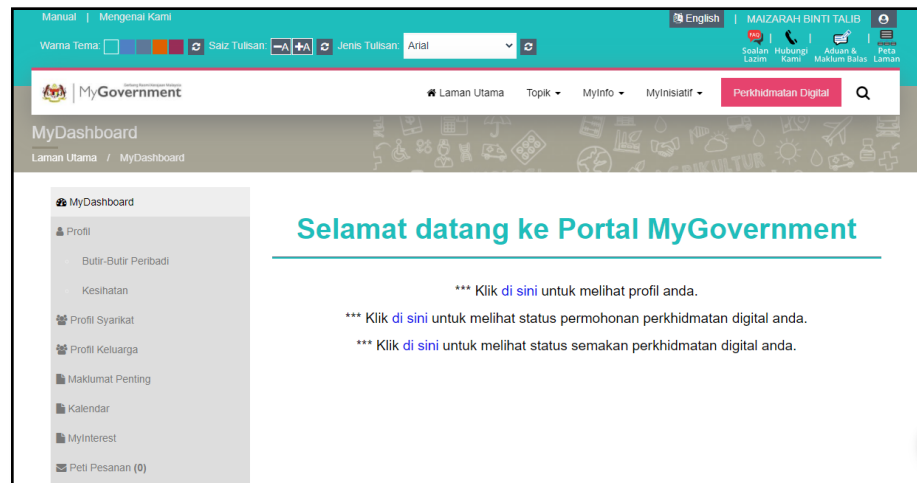 Manual | Mengenai Kami
English | MAIZARAH BINTI TALIB
Warna Tema: Saiz Tulisan: -A +A Jenis Tulisan: Arial
FAQ
Soalan Lazim | Hubungi Kami | Aduan & Maklum Balas | Peta Laman
MyGovernment
Laman Utama Topik MyInfo MyInisiatif Perkhidmatan Digital
MyDashboard
Laman Utama / MyDashboard
AGRIKULTUR
MyDashboard
Profil
Butir-Butir Peribadi
Kesihatan
Profil Syarikat
Profil Keluarga
Maklumat Penting
Kalendar
MyInterest
Peti Pesanan (0)
Selamat datang ke Portal MyGovernment
*** Klik di sini untuk melihat profil anda.
*** Klik di sini untuk melihat status permohonan perkhidmatan digital anda.
*** Klik di sini untuk melihat status semakan perkhidmatan digital anda.